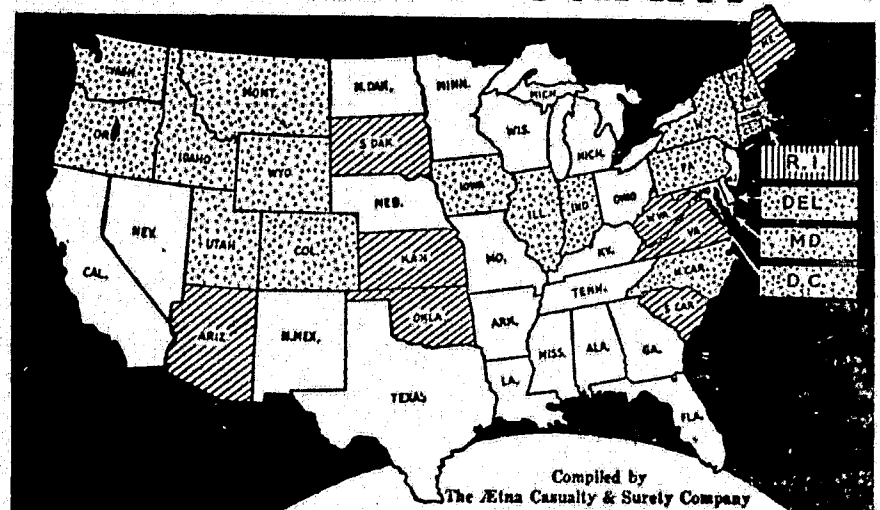 WASH.
MONT.
N.DAK.
MINN.
MICH.
ME.
ORE
IDAHO
S.DAK.
WIS.
MICH.
WYO.
IOWA
PA.
R.I.
NEV.
NEB.
ILL.
IND.
OHIO
W.VA.
DEL.
CAL.
UTAH
COL.
KAN.
MO.
KY.
VA.
MD.
N.CAR.
D.C.
ARIZ.
N.MEX.
OKLA.
ARK.
TENN.
S.CAR.
TEXAS
LA.
MISS.
ALA.
GA.
FLA.
Compiled by
The Ætna Casualty & Surety Company